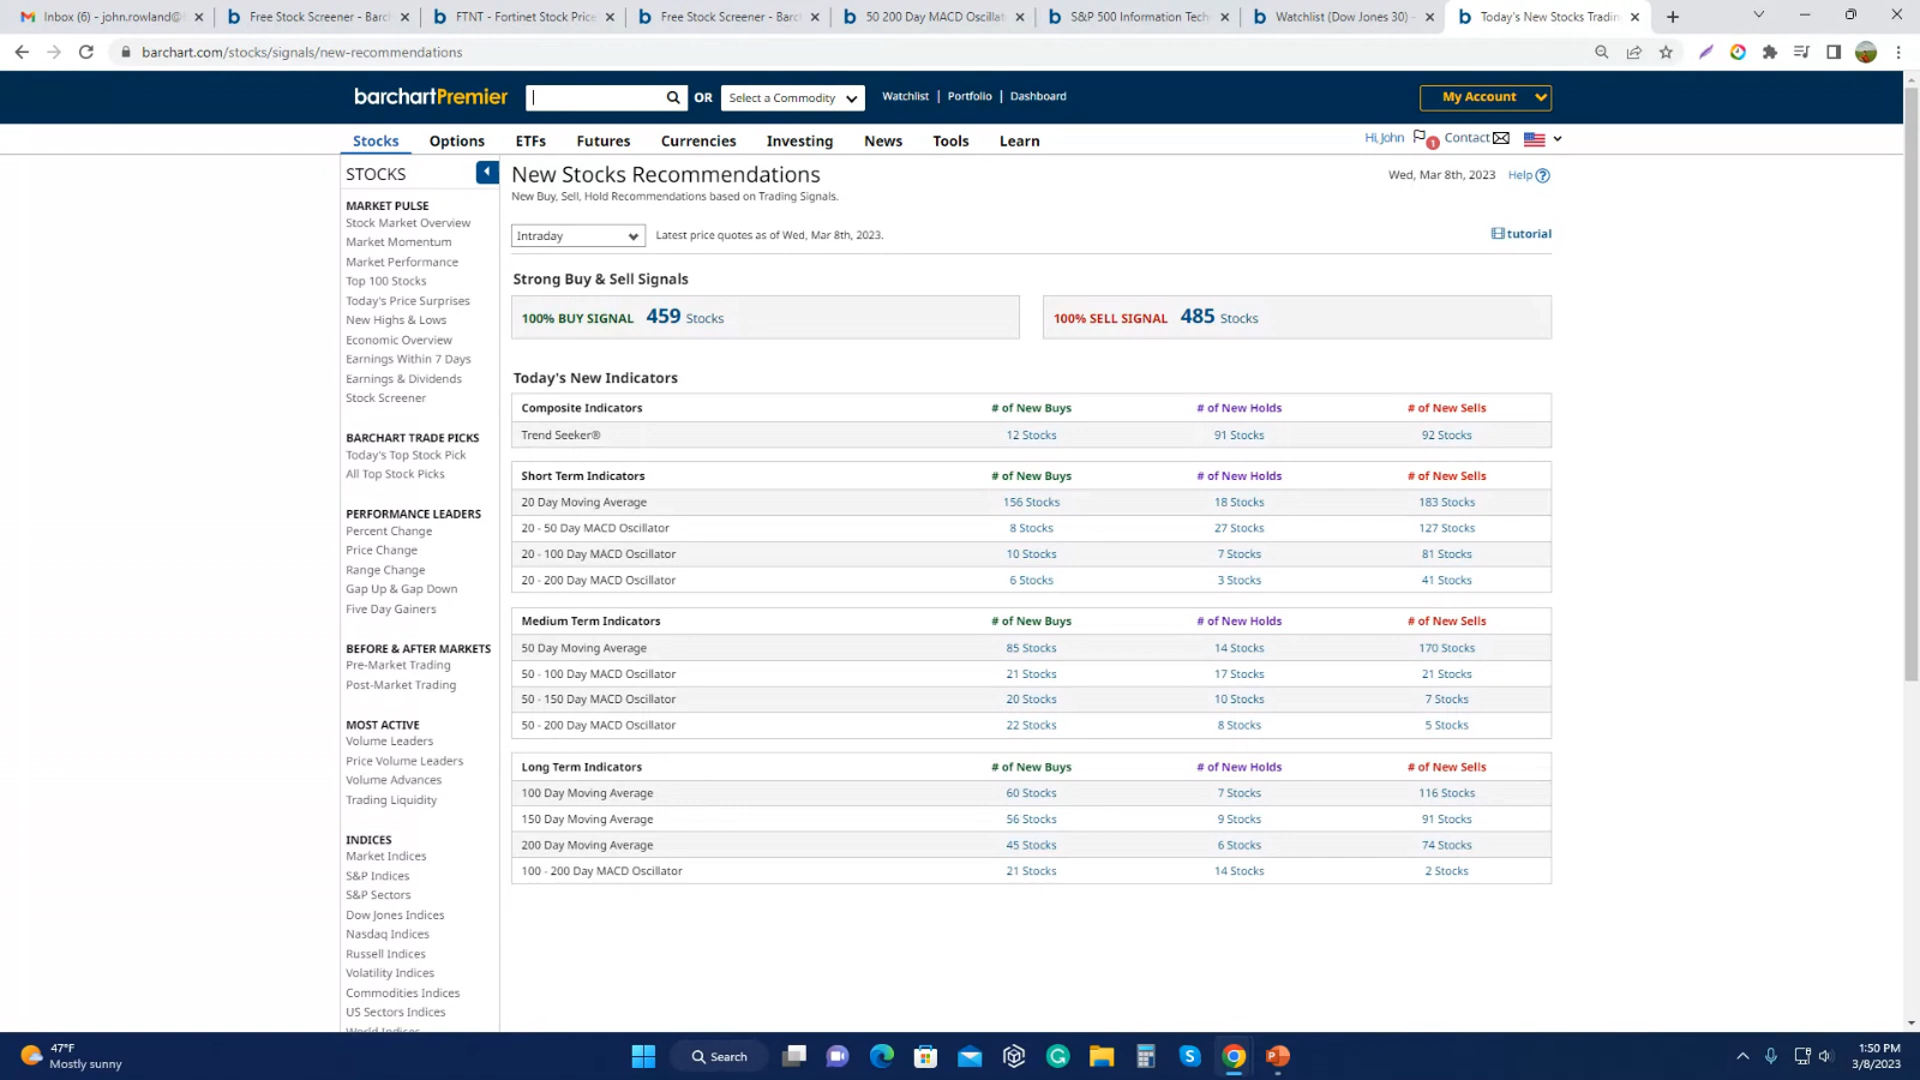 Inbox (6) - john.rowland@
Free Stock Screener - Barc
FTNT - Fortinet Stock Price
Free Stock Screener - Barc
50 200 Day MACD Oscillat
S&P 500 Information Tech
Watchlist (Dow Jones 30) -
Today's New Stocks Tradin
barchart.com/stocks/signals/new-recommendations
barchartPremier
OR
Select a Commodity
Watchlist | Portfolio | Dashboard
My Account
Stocks Options ETFs Futures Currencies Investing News Tools Learn
Hi, John
1
Contact
STOCKS
MARKET PULSE
Stock Market Overview
Market Momentum
Market Performance
Top 100 Stocks
Today's Price Surprises
New Highs & Lows
Economic Overview
Earnings Within 7 Days
Earnings & Dividends
Stock Screener
BARCHART TRADE PICKS
Today's Top Stock Pick
All Top Stock Picks
PERFORMANCE LEADERS
Percent Change
Price Change
Range Change
Gap Up & Gap Down
Five Day Gainers
BEFORE & AFTER MARKETS
Pre-Market Trading
Post-Market Trading
MOST ACTIVE
Volume Leaders
Price Volume Leaders
Volume Advances
Trading Liquidity
INDICES
Market Indices
S&P Indices
S&P Sectors
Dow Jones Indices
Nasdaq Indices
Russell Indices
Volatility Indices
Commodities Indices
US Sectors Indices
World Indices
New Stocks Recommendations
Wed, Mar 8th, 2023 Help ?
New Buy, Sell, Hold Recommendations based on Trading Signals.
Intraday
Latest price quotes as of Wed, Mar 8th, 2023.
tutorial
Strong Buy & Sell Signals
100% BUY SIGNAL 459 Stocks
100% SELL SIGNAL 485 Stocks
Today's New Indicators
Composite Indicators # of New Buys # of New Holds # of New Sells
Trend Seeker® 12 Stocks 91 Stocks 92 Stocks
Short Term Indicators # of New Buys # of New Holds # of New Sells
20 Day Moving Average 156 Stocks 18 Stocks 183 Stocks
20 - 50 Day MACD Oscillator 8 Stocks 27 Stocks 127 Stocks
20 - 100 Day MACD Oscillator 10 Stocks 7 Stocks 81 Stocks
20 - 200 Day MACD Oscillator 6 Stocks 3 Stocks 41 Stocks
Medium Term Indicators # of New Buys # of New Holds # of New Sells
50 Day Moving Average 85 Stocks 14 Stocks 170 Stocks
50 - 100 Day MACD Oscillator 21 Stocks 17 Stocks 21 Stocks
50 - 150 Day MACD Oscillator 20 Stocks 10 Stocks 7 Stocks
50 - 200 Day MACD Oscillator 22 Stocks 8 Stocks 5 Stocks
Long Term Indicators # of New Buys # of New Holds # of New Sells
100 Day Moving Average 60 Stocks 7 Stocks 116 Stocks
150 Day Moving Average 56 Stocks 9 Stocks 91 Stocks
200 Day Moving Average 45 Stocks 6 Stocks 74 Stocks
100 - 200 Day MACD Oscillator 21 Stocks 14 Stocks 2 Stocks
47°F
Mostly sunny
Search
1:50 PM
3/8/2023